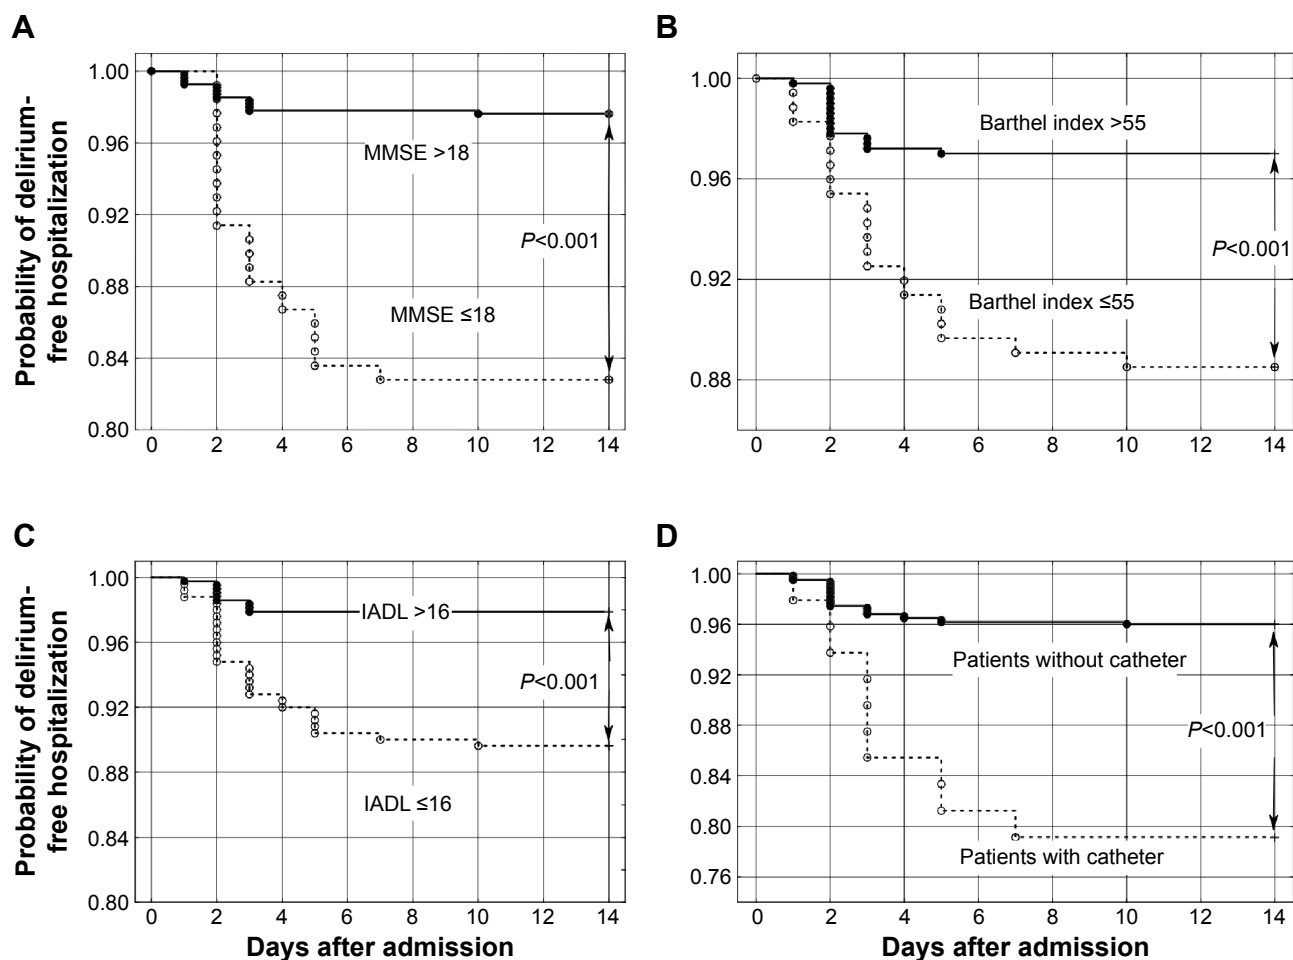 A
Probability of delirium-
free hospitalization
1.00
0.96
0.92
0.88
0.84
0.80
MMSE >18
P<0.001
MMSE ≤18
0 2 4 6 8 10 12 14
B
1.00
0.96
0.92
0.88
Barthel index >55
P<0.001
Barthel index ≤55
0 2 4 6 8 10 12 14
C
Probability of delirium-
free hospitalization
1.00
0.96
0.92
0.88
0.84
0.80
IADL >16
P<0.001
IADL ≤16
0 2 4 6 8 10 12 14
Days after admission
D
1.00
0.96
0.92
0.88
0.84
0.80
0.76
Patients without catheter
P<0.001
Patients with catheter
0 2 4 6 8 10 12 14
Days after admission